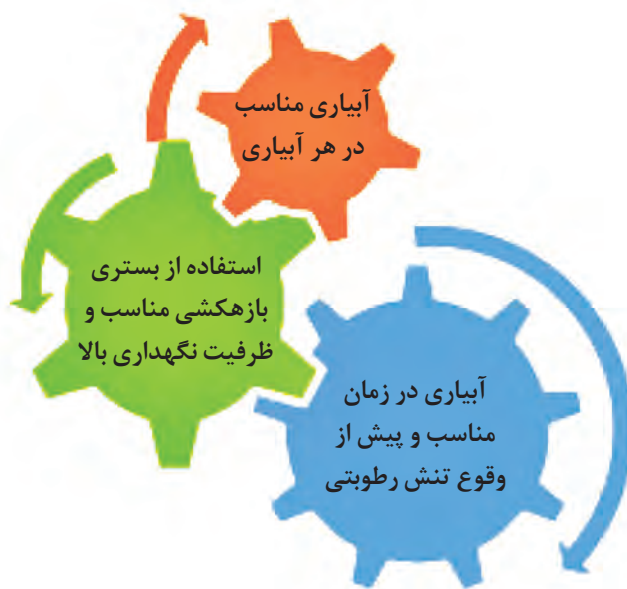 آبیاری مناسب
در هر آبیاری
استفاده از بستری
بازهکشی مناسب و
ظرفیت نگهداری بالا
آبیاری در زمان
مناسب و پیش از
وقوع تنش رطوبتی